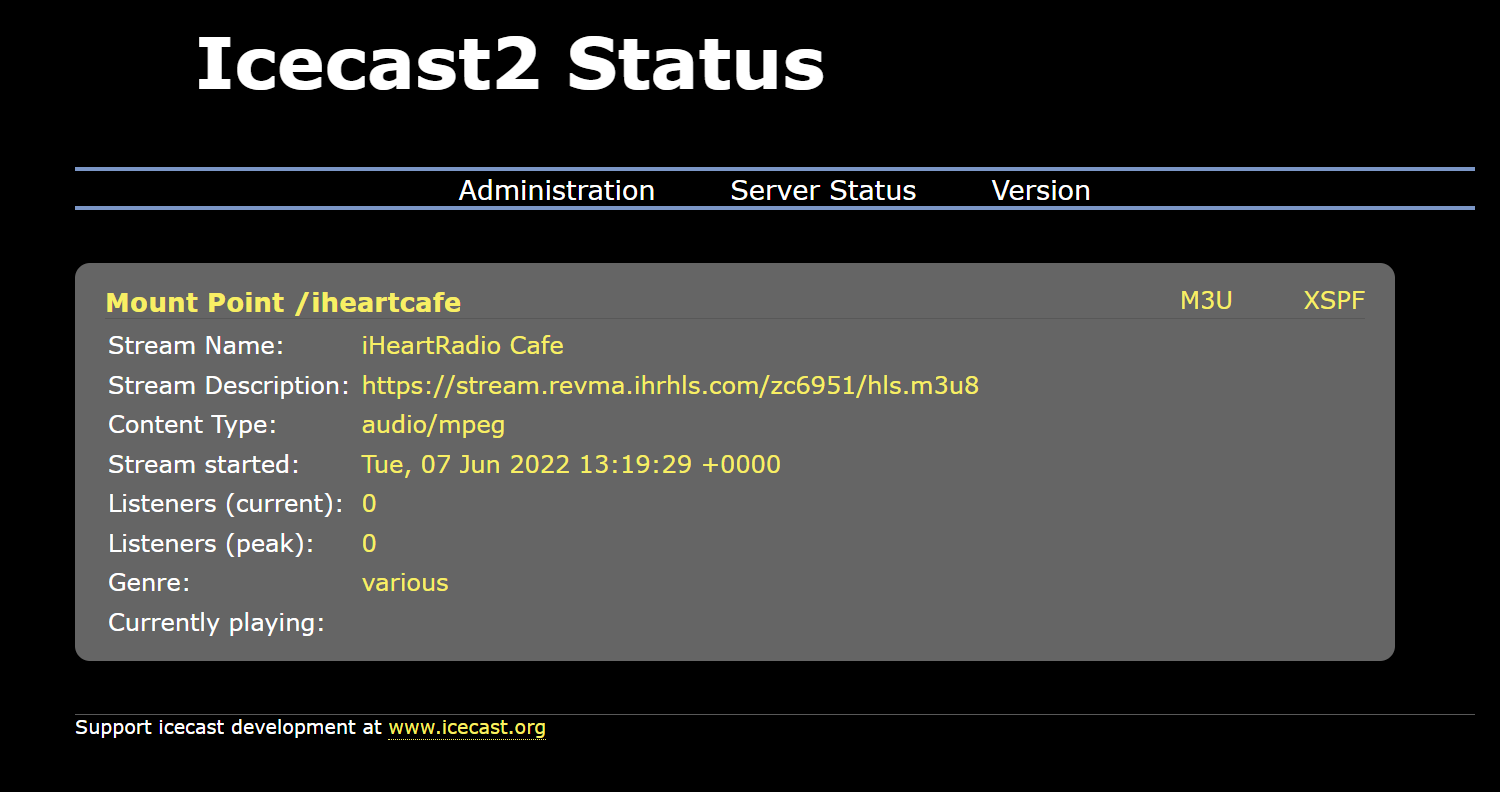 Icecast2 Status
Administration Server Status Version
Mount Point /iheartcafe M3U XSPF
Stream Name: iHeartRadio Cafe
Stream Description: https://stream.revma.ihrhls.com/zc6951/hls.m3u8
Content Type: audio/mpeg
Stream started: Tue, 07 Jun 2022 13:19:29 +0000
Listeners (current): 0
Listeners (peak): 0
Genre: various
Currently playing:
Support icecast development at www.icecast.org